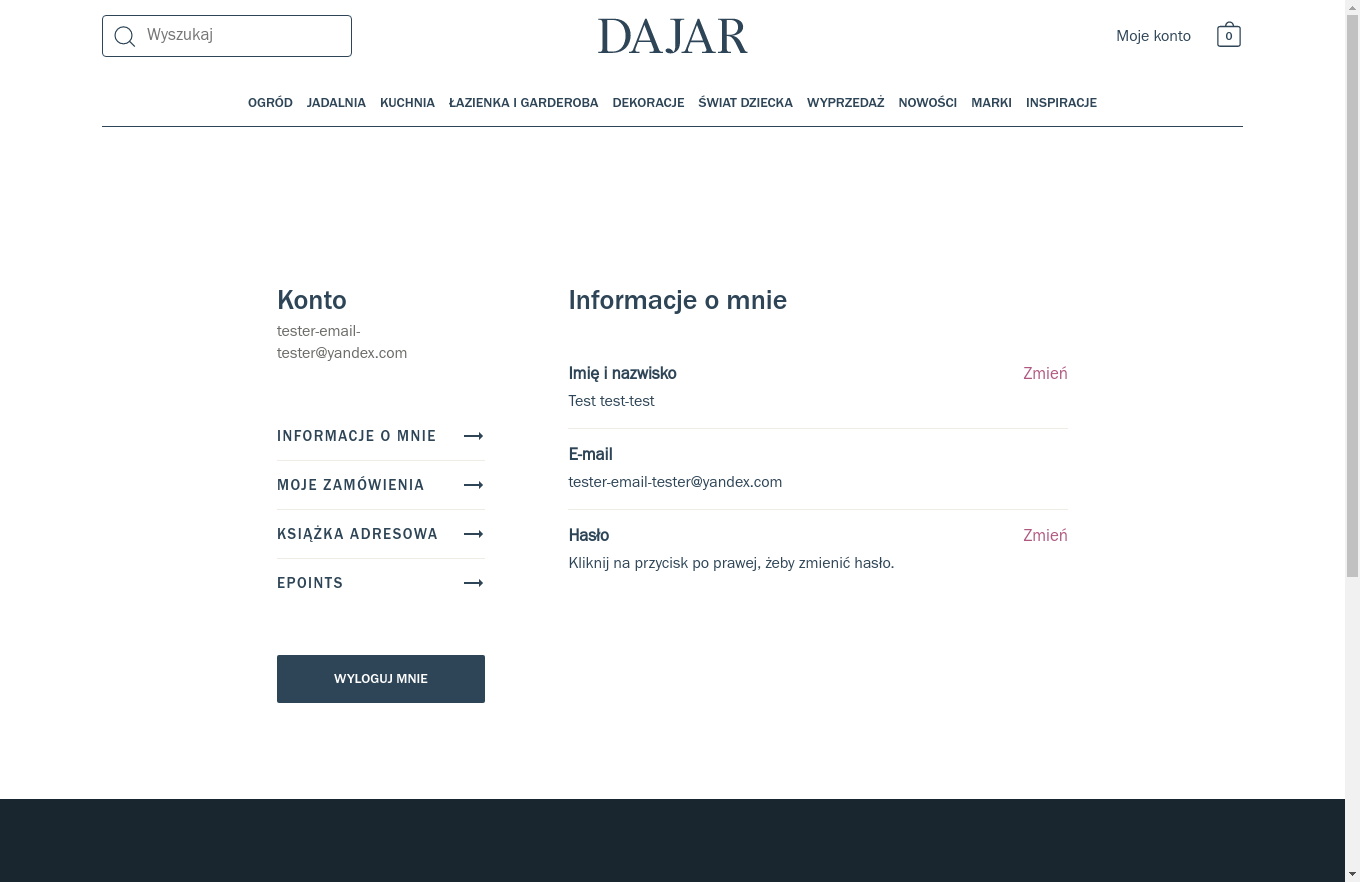 Wyszukaj
DAJAR
Moje konto
0
OGRÓD JADALNIA KUCHNIA ŁAZIENKA I GARDEROBA DEKORACJE ŚWIAT DZIECKA WYPRZEDAŻ NOWOŚCI MARKI INSPIRACJE
Konto
tester-email-
tester@yandex.com
INFORMACJE O MNIE
MOJE ZAMÓWIENIA
KSIĄŻKA ADRESOWA
EPOINTS
WYLOGUJ MNIE
Informacje o mnie
Imię i nazwisko
Zmień
Test test-test
E-mail
tester-email-tester@yandex.com
Hasło
Zmień
Kliknij na przycisk po prawej, żeby zmienić hasło.